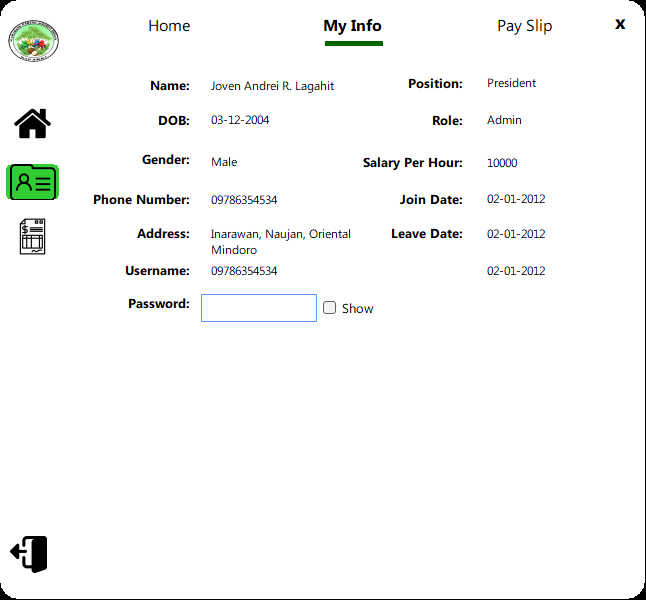 Home
My Info
Pay Slip
x
Name: Joven Andrei R. Lagahit
Position: President
DOB: 03-12-2004
Role: Admin
Gender: Male
Salary Per Hour: 10000
Phone Number: 09786354534
Join Date: 02-01-2012
Address: Inarawan, Naujan, Oriental
Mindoro
Leave Date: 02-01-2012
Username: 09786354534
02-01-2012
Password:
Show